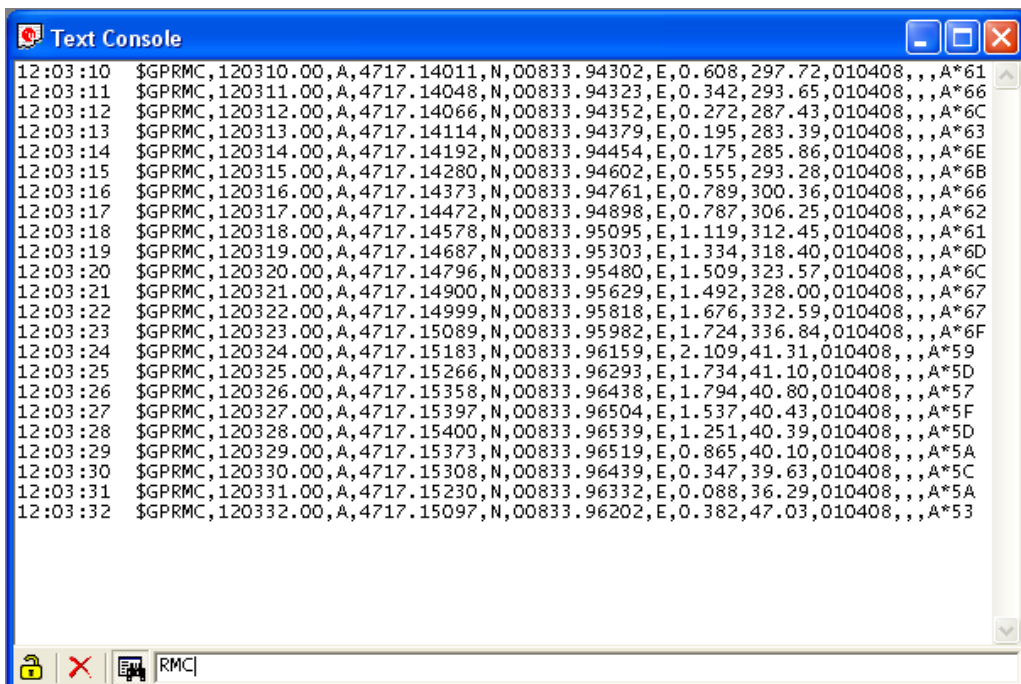 Text Console
12:03:10 $GPRMC,120310.00,A,4717.14011,N,00833.94302,E,0.608,297.72,010408,,,A*61
12:03:11 $GPRMC,120311.00,A,4717.14048,N,00833.94323,E,0.342,293.65,010408,,,A*66
12:03:12 $GPRMC,120312.00,A,4717.14066,N,00833.94352,E,0.272,287.43,010408,,,A*6C
12:03:13 $GPRMC,120313.00,A,4717.14114,N,00833.94379,E,0.195,283.39,010408,,,A*63
12:03:14 $GPRMC,120314.00,A,4717.14192,N,00833.94454,E,0.175,285.86,010408,,,A*6E
12:03:15 $GPRMC,120315.00,A,4717.14280,N,00833.94602,E,0.555,293.28,010408,,,A*6B
12:03:16 $GPRMC,120316.00,A,4717.14373,N,00833.94761,E,0.789,300.36,010408,,,A*66
12:03:17 $GPRMC,120317.00,A,4717.14472,N,00833.94898,E,0.787,306.25,010408,,,A*62
12:03:18 $GPRMC,120318.00,A,4717.14578,N,00833.95095,E,1.119,312.45,010408,,,A*61
12:03:19 $GPRMC,120319.00,A,4717.14687,N,00833.95303,E,1.334,318.40,010408,,,A*6D
12:03:20 $GPRMC,120320.00,A,4717.14796,N,00833.95480,E,1.509,323.57,010408,,,A*6C
12:03:21 $GPRMC,120321.00,A,4717.14900,N,00833.95629,E,1.492,328.00,010408,,,A*67
12:03:22 $GPRMC,120322.00,A,4717.14999,N,00833.95818,E,1.676,332.59,010408,,,A*67
12:03:23 $GPRMC,120323.00,A,4717.15089,N,00833.95982,E,1.724,336.84,010408,,,A*6F
12:03:24 $GPRMC,120324.00,A,4717.15183,N,00833.96159,E,2.109,41.31,010408,,,A*59
12:03:25 $GPRMC,120325.00,A,4717.15266,N,00833.96293,E,1.734,41.10,010408,,,A*5D
12:03:26 $GPRMC,120326.00,A,4717.15358,N,00833.96438,E,1.794,40.80,010408,,,A*57
12:03:27 $GPRMC,120327.00,A,4717.15397,N,00833.96504,E,1.537,40.43,010408,,,A*5F
12:03:28 $GPRMC,120328.00,A,4717.15400,N,00833.96539,E,1.251,40.39,010408,,,A*5D
12:03:29 $GPRMC,120329.00,A,4717.15373,N,00833.96519,E,0.865,40.10,010408,,,A*5A
12:03:30 $GPRMC,120330.00,A,4717.15308,N,00833.96439,E,0.347,39.63,010408,,,A*5C
12:03:31 $GPRMC,120331.00,A,4717.15230,N,00833.96332,E,0.088,36.29,010408,,,A*5A
12:03:32 $GPRMC,120332.00,A,4717.15097,N,00833.96202,E,0.382,47.03,010408,,,A*53
RMC